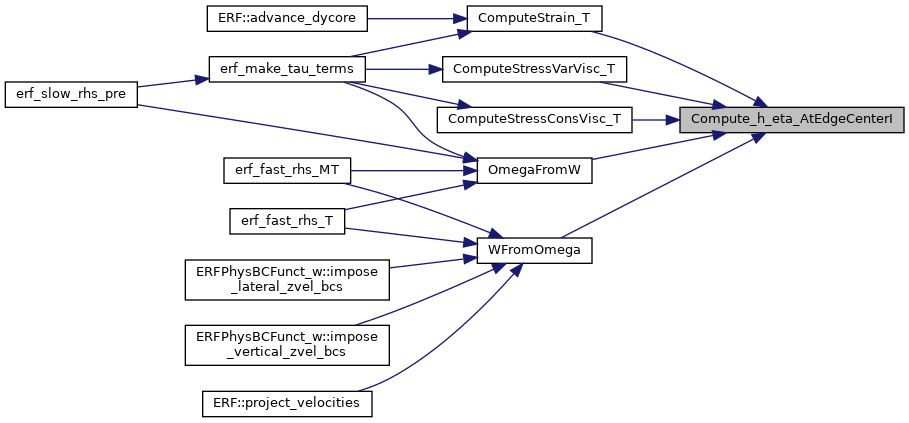 ERF::advance_dycore
ComputeStrain_T
erf_make_tau_terms
ComputeStressVarVisc_T
erf_slow_rhs_pre
ComputeStressConsVisc_T
Compute_h_eta_AtEdgeCenterI
erf_fast_rhs_MT
OmegaFromW
erf_fast_rhs_T
WFromOmega
ERFPhysBCFunct_w::impose
_lateral_zvel_bcs
ERFPhysBCFunct_w::impose
_vertical_zvel_bcs
ERF::project_velocities